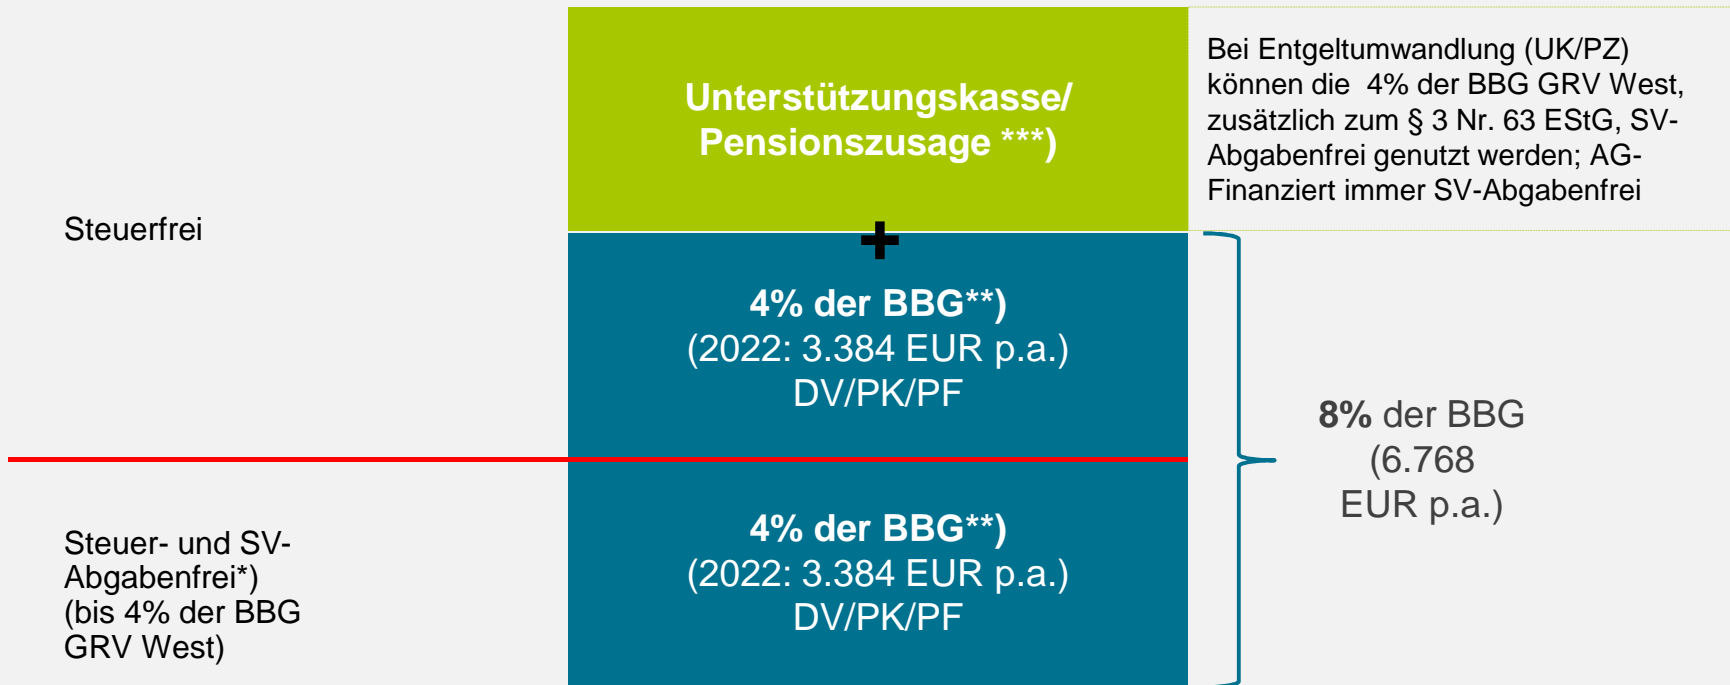 Unterstützungskasse/
Pensionszusage ***)
Bei Entgeltumwandlung (UK/PZ)
können die 4% der BBG GRV West,
zusätzlich zum § 3 Nr. 63 EStG, SV-
Abgabenfrei genutzt werden; AG-
Finanziert immer SV-Abgabenfrei
Steuerfrei
+
4% der BBG**)
(2022: 3.384 EUR p.a.)
DV/PK/PF
8% der BBG
(6.768
EUR p.a.)
Steuer- und SV-
Abgabenfrei*)
(bis 4% der BBG
GRV West)
4% der BBG**)
(2022: 3.384 EUR p.a.)
DV/PK/PF